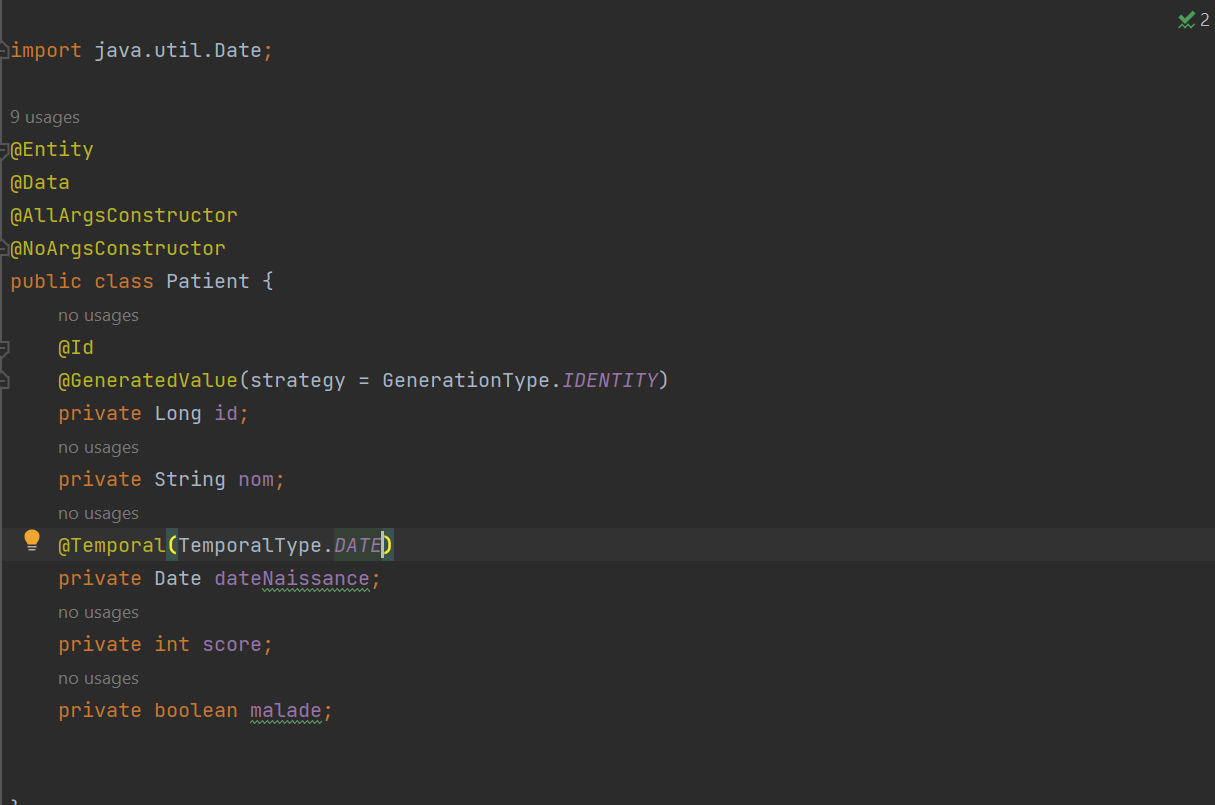 2
import java.util.Date;
9 usages
@Entity
@Data
@AllArgsConstructor
@NoArgsConstructor
public class Patient {
no usages
@Id
@GeneratedValue(strategy = GenerationType.IDENTITY)
private Long id;
no usages
private String nom;
no usages
@Temporal(TemporalType.DATE)
private Date dateNaissance;
no usages
private int score;
no usages
private boolean malade;
}